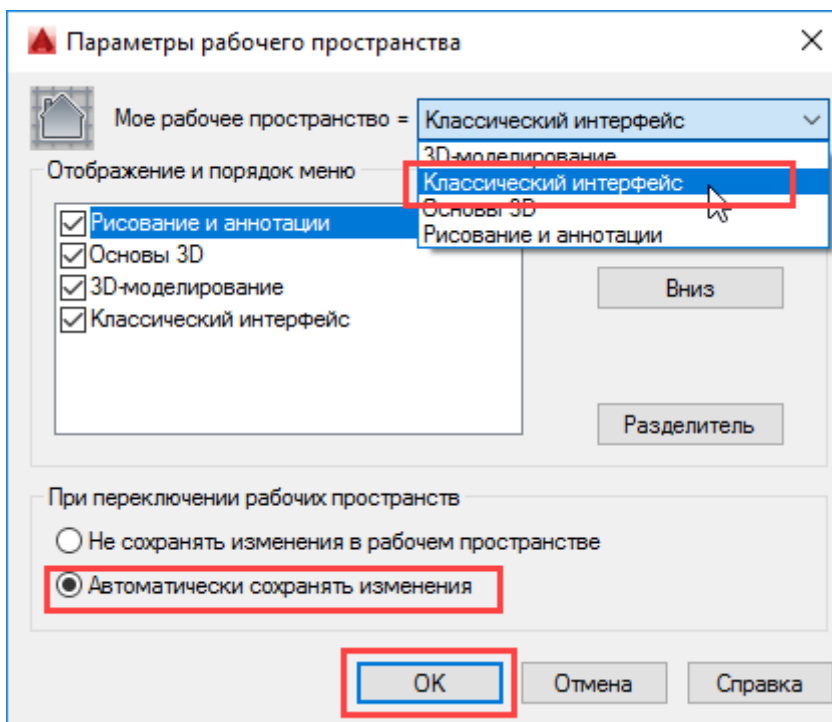 Параметры рабочего пространства
Мое рабочее пространство = Классический интерфейс
3D-моделирование
Классический интерфейс
Основы 3D
Рисование и аннотации
Отображение и порядок меню
Рисование и аннотации
Основы 3D
3D-моделирование
Классический интерфейс
Вниз
Разделитель
При переключении рабочих пространств
Не сохранять изменения в рабочем пространстве
Автоматически сохранять изменения
OK Отмена Справка